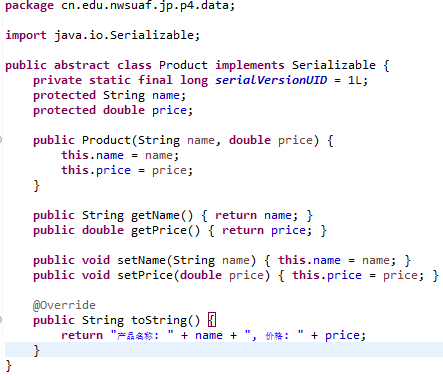 package cn.edu.nwsuaf.jp.p4.data;
import java.io.Serializable;
public abstract class Product implements Serializable {
private static final long serialVersionUID = 1L;
protected String name;
protected double price;
public Product(String name, double price) {
this.name = name;
this.price = price;
}
public String getName() { return name; }
public double getPrice() { return price; }
public void setName(String name) { this.name = name; }
public void setPrice(double price) { this.price = price; }
@Override
public String toString() {
return "产品名称: " + name + ", 价格: " + price;
}
}